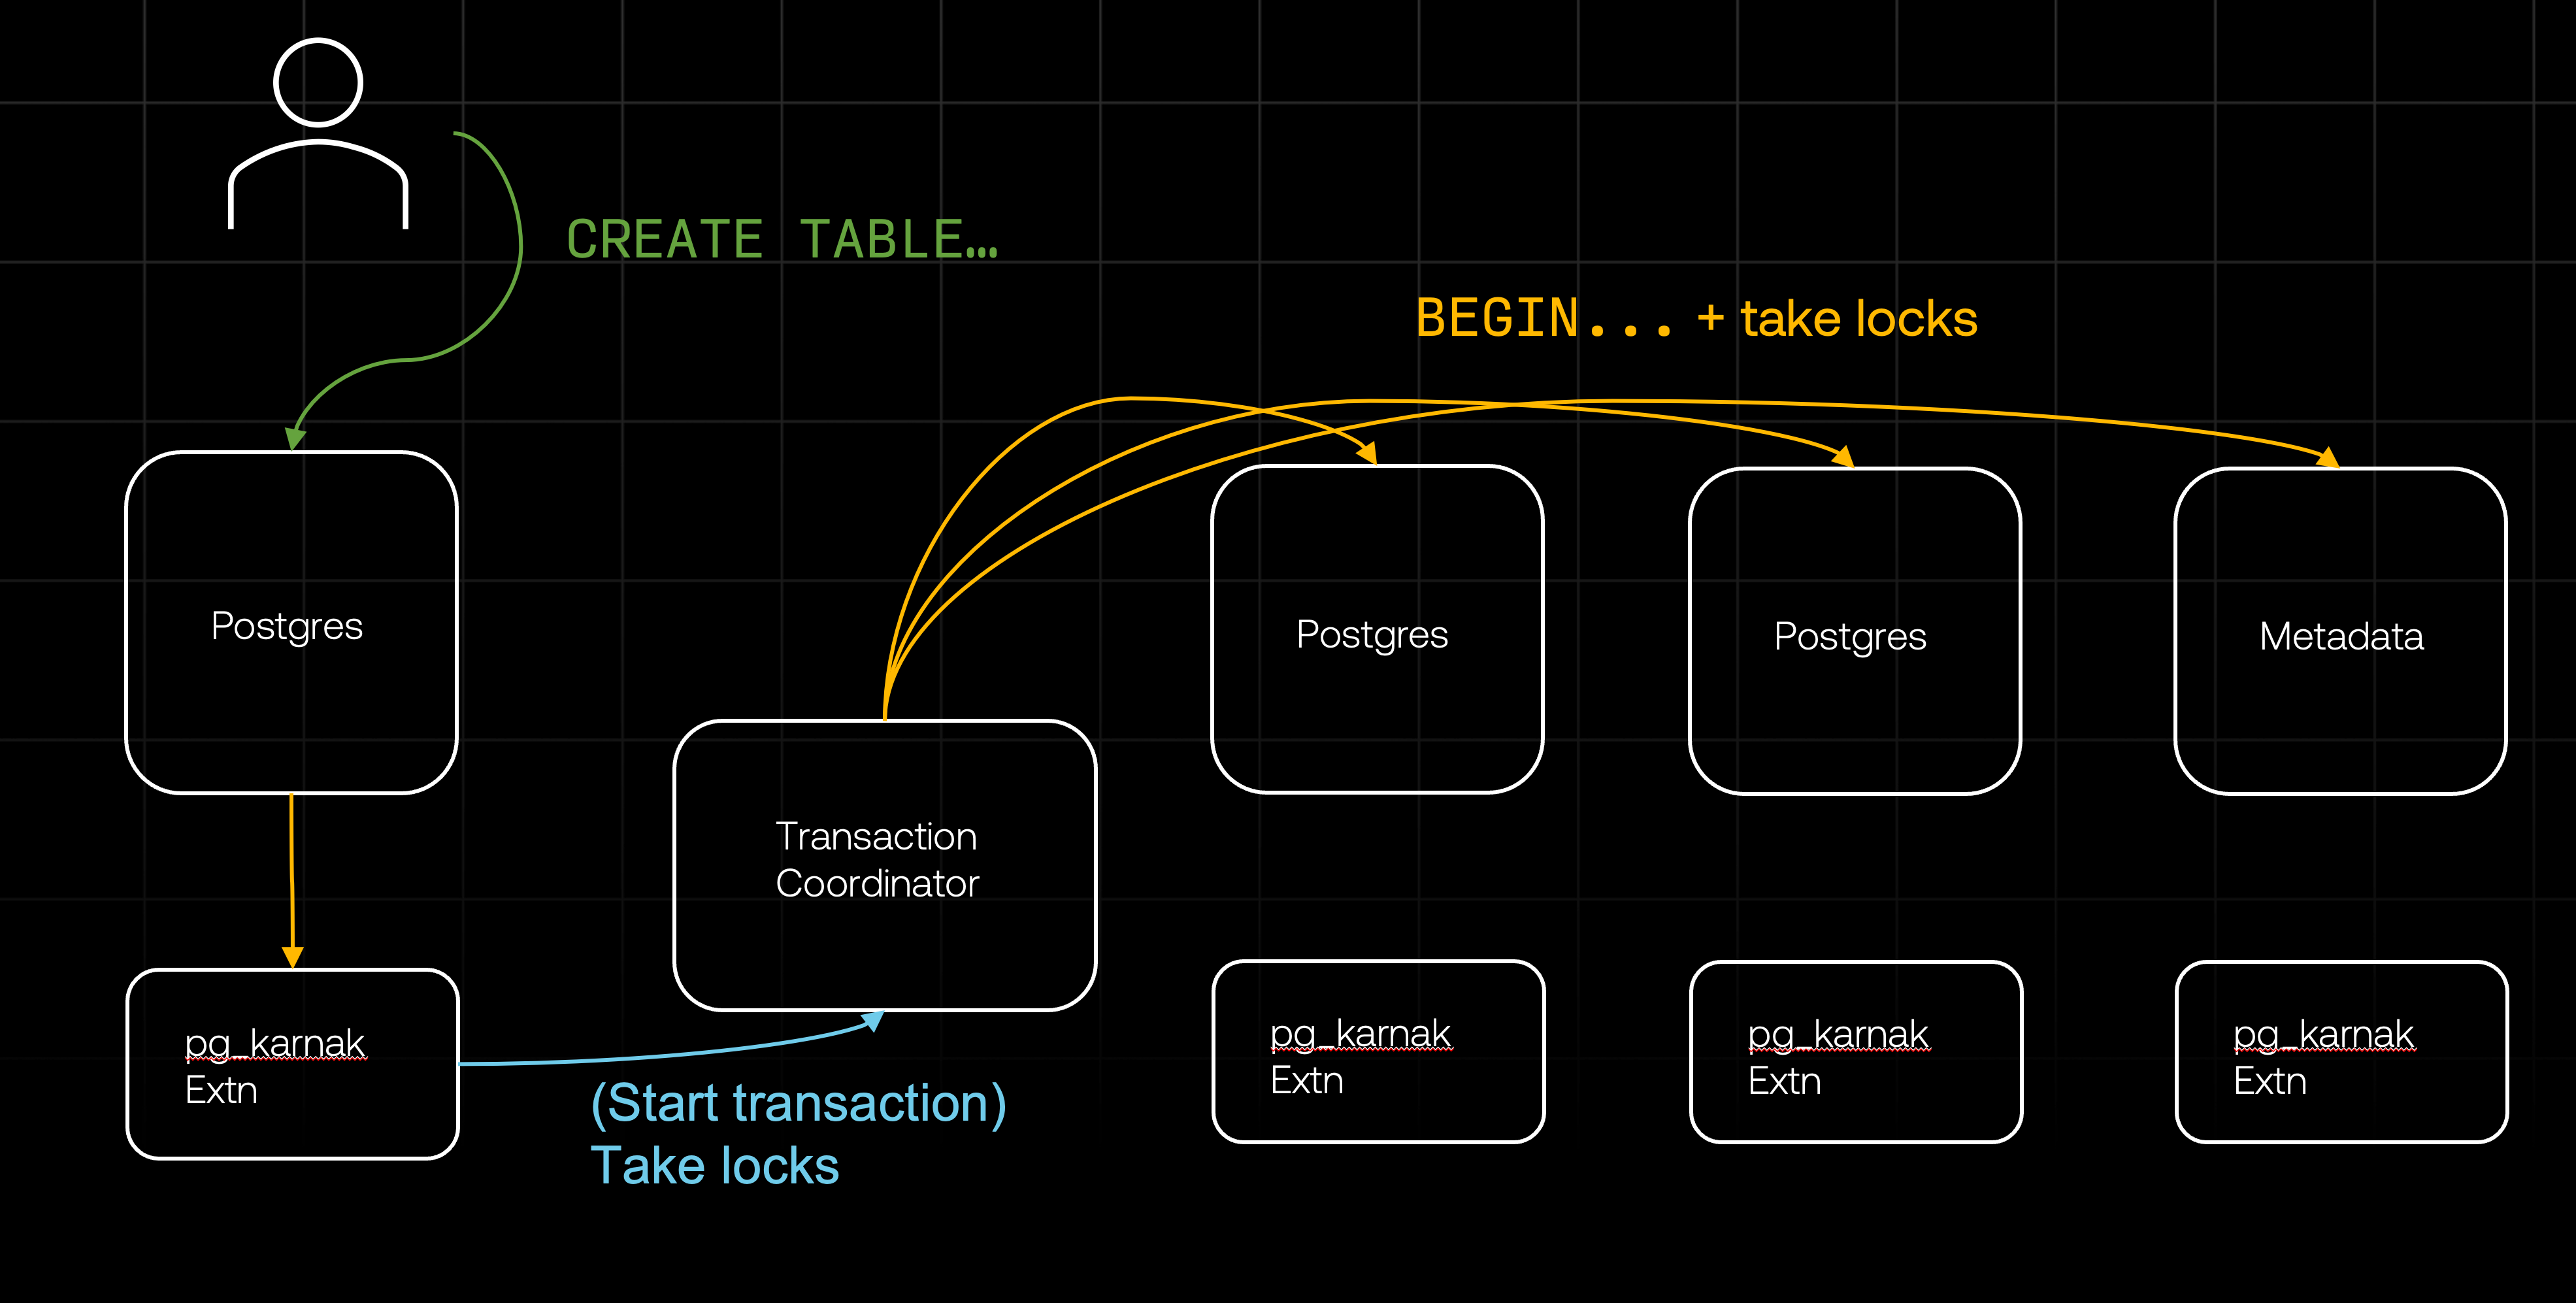 CREATE TABLE…
BEGIN... + take locks
Postgres
Postgres
Postgres
Metadata
Transaction
Coordinator
pg_karnak
Extn
pg_karnak
Extn
pg_karnak
Extn
pg_karnak
Extn
(Start transaction)
Take locks